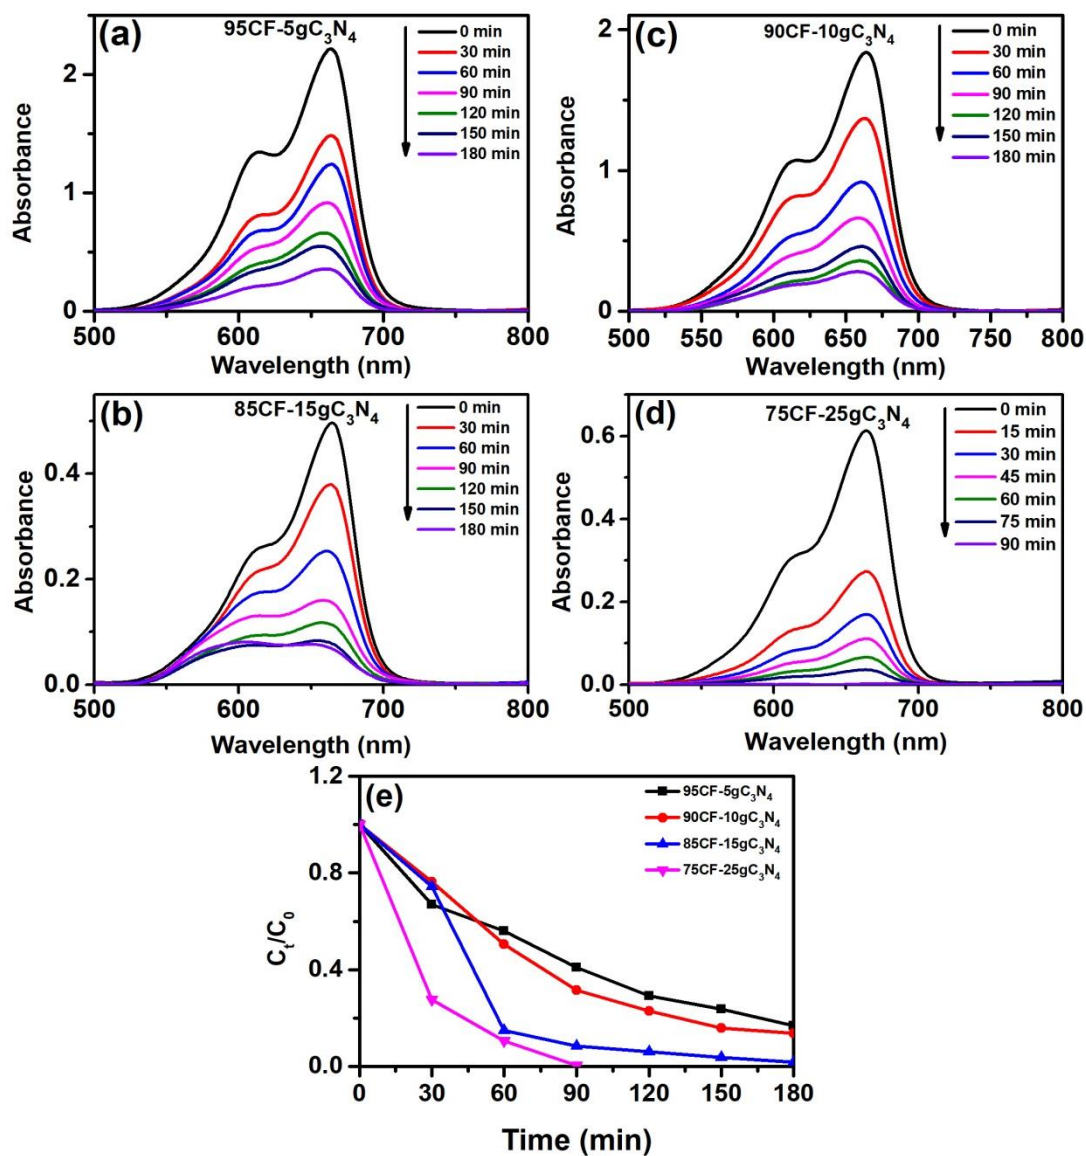 (a)
95CF-5gC₃N₄
0 min
30 min
60 min
90 min
120 min
150 min
180 min
2
1
0
Absorbance
500 600 700 800
Wavelength (nm)
(c)
90CF-10gC₃N₄
0 min
30 min
60 min
90 min
120 min
150 min
180 min
2
1
0
Absorbance
500 550 600 650 700 750 800
Wavelength (nm)
(b)
85CF-15gC₃N₄
0 min
30 min
60 min
90 min
120 min
150 min
180 min
0.4
0.2
0.0
Absorbance
500 600 700 800
Wavelength (nm)
(d)
75CF-25gC₃N₄
0 min
15 min
30 min
45 min
60 min
75 min
90 min
0.6
0.4
0.2
0.0
Absorbance
500 600 700 800
Wavelength (nm)
(e)
95CF-5gC₃N₄
90CF-10gC₃N₄
85CF-15gC₃N₄
75CF-25gC₃N₄
1.2
0.8
0.4
0.0
Cₜ/C₀
0 30 60 90 120 150 180
Time (min)